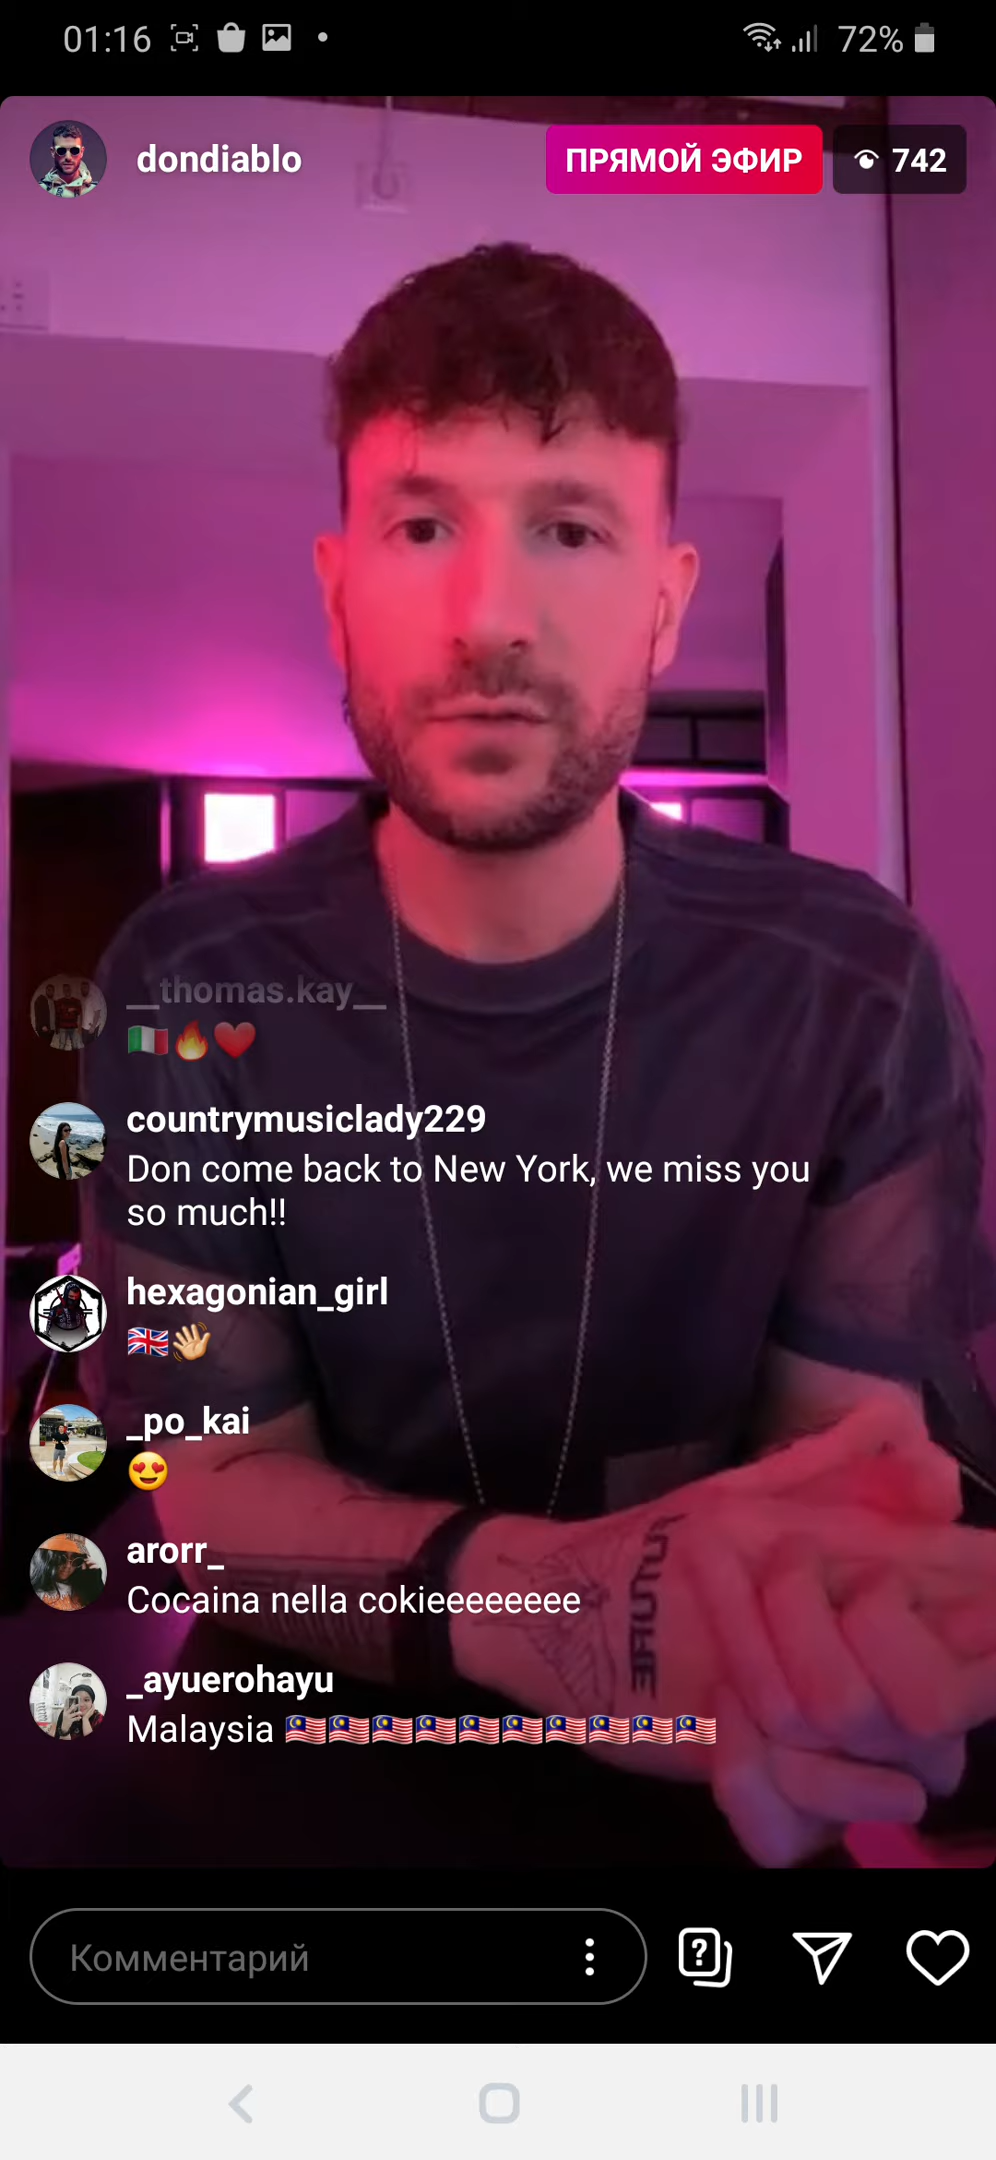 01:16
72%
dondiablo
ПРЯМОЙ ЭФИР
742
__thomas.kay__
🇮🇹🔥❤️
countrymusiclady229
Don come back to New York, we miss you
so much!!
hexagonian_girl
🇬🇧👋🏼
_po_kai
😍
arorr_
Cocaina nella cokieeeeeeee
_ayuerohayu
Malaysia 🇲🇾🇲🇾🇲🇾🇲🇾🇲🇾🇲🇾🇲🇾🇲🇾🇲🇾🇲🇾
FUTURE
Комментарий